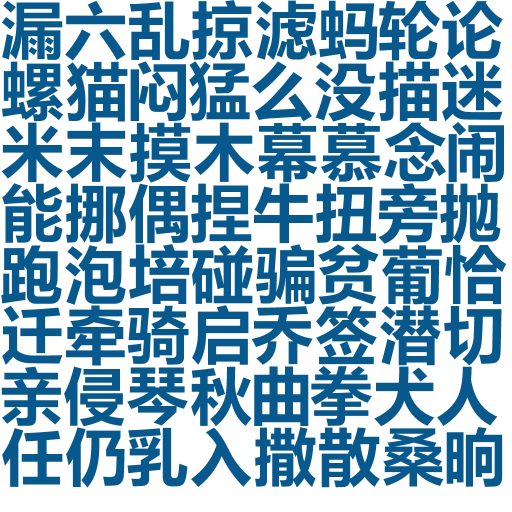 漏六乱掠滤蚂轮论
螺猫闷猛么没描迷
米末摸木幕慕念闹
能挪偶捏牛扭旁抛
跑泡培碰骗贫葡恰
迁牵骑启乔签潜切
亲侵琴秋曲拳犬人
任仍乳入撒散桑晌